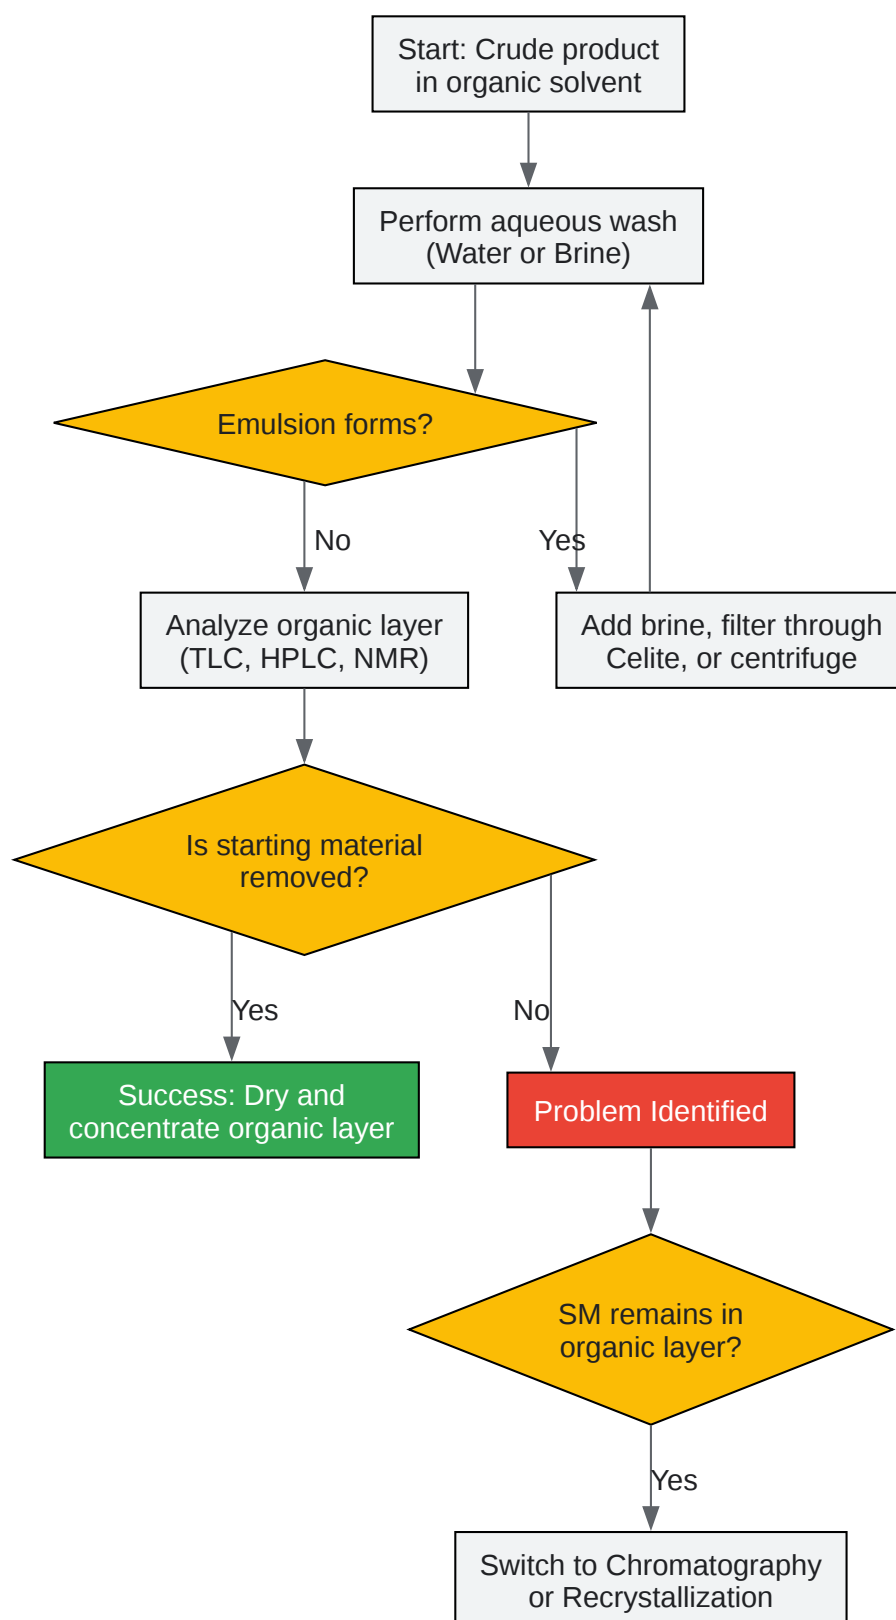 Start: Crude product
in organic solvent
Perform aqueous wash
(Water or Brine)
Emulsion forms?
No
Yes
Analyze organic layer
(TLC, HPLC, NMR)
Add brine, filter through
Celite, or centrifuge
Is starting material
removed?
Yes
No
Success: Dry and
concentrate organic layer
Problem Identified
SM remains in
organic layer?
Yes
Switch to Chromatography
or Recrystallization